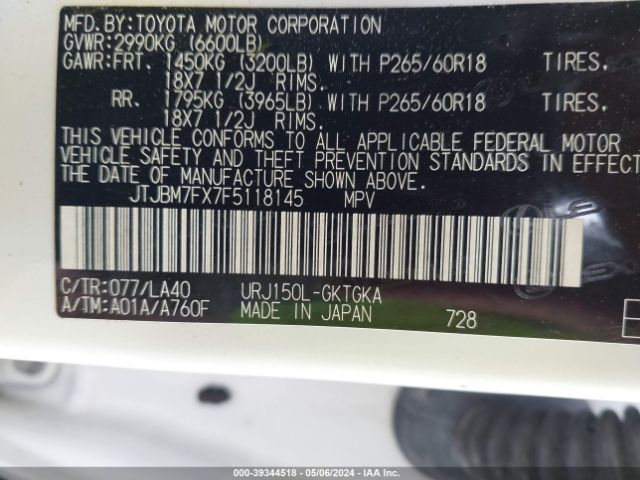 MFD.BY:TOYOTA MOTOR CORPORATION
GVWR:2990KG (6600LB)
GAWR:FRT. 1450KG (3200LB) WITH P265/60R18 TIRES.
18X7 1/2J RIMS.
RR. 1795KG (3965LB) WITH P265/60R18 TIRES.
18X7 1/2J RIMS.
THIS VEHICLE CONFORMS TO ALL APPLICABLE FEDERAL MOTOR
VEHICLE SAFETY AND THEFT PREVENTION STANDARDS IN EFFECT
THE DATE OF MANUFACTURE SHOWN ABOVE.
JTJBM7FX7F5118145 MPV
C/TR:077/LA40 URJ150L-GKTGKA
A/TM:A01A/A760F MADE IN JAPAN 728
000-39344518 - 05/06/2024 - IAA Inc.